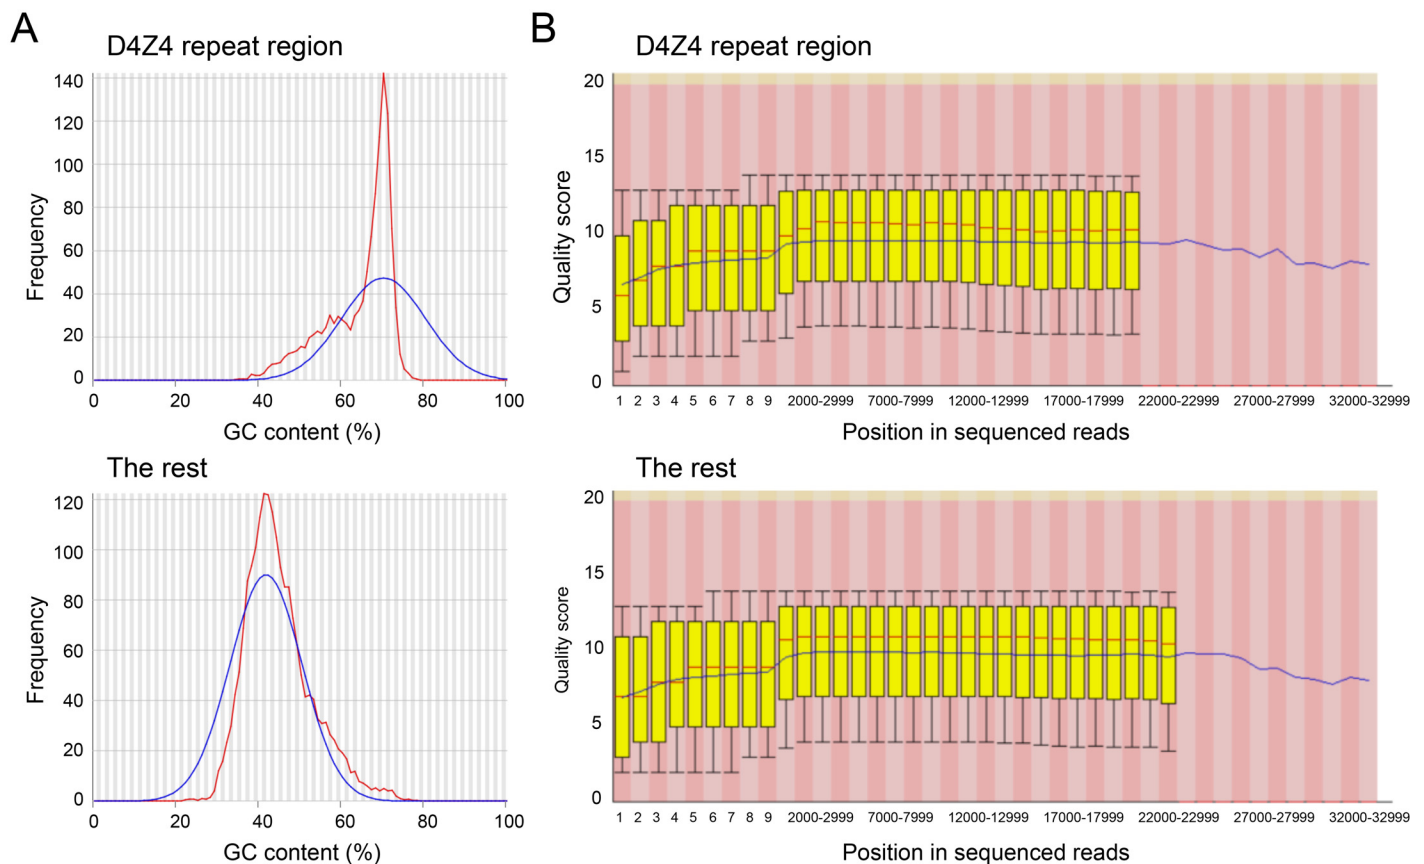 A
D4Z4 repeat region
Frequency
140
120
100
80
60
40
20
0
0 20 40 60 80 100
GC content (%)
The rest
Frequency
120
100
80
60
40
20
0
0 20 40 60 80 100
GC content (%)
B
D4Z4 repeat region
Quality score
20
15
10
5
0
1 2 3 4 5 6 7 8 9 2000-2999 7000-7999 12000-12999 17000-17999 22000-22999 27000-27999 32000-32999
Position in sequenced reads
The rest
Quality score
20
15
10
5
0
1 2 3 4 5 6 7 8 9 2000-2999 7000-7999 12000-12999 17000-17999 22000-22999 27000-27999 32000-32999
Position in sequenced reads